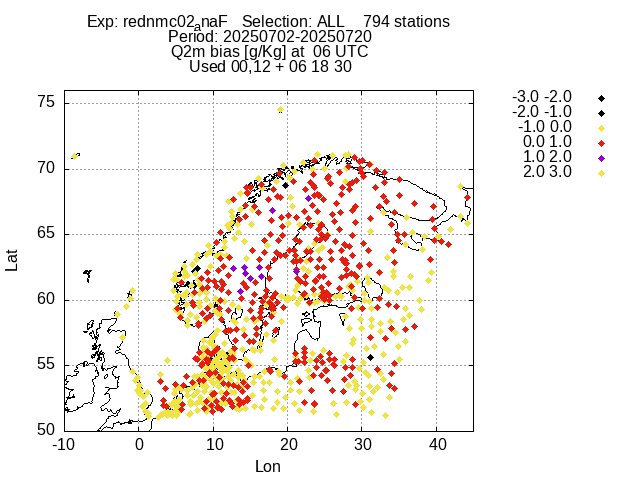 Exp: rednmc02anaF Selection: ALL 794 stations
Period: 20250702-20250720
Q2m bias [g/Kg] at 06 UTC
Used 00,12 + 06 18 30
-3.0 -2.0
-2.0 -1.0
-1.0 0.0
0.0 1.0
1.0 2.0
2.0 3.0
75
70
65
60
55
50
Lat
-10 0 10 20 30 40
Lon